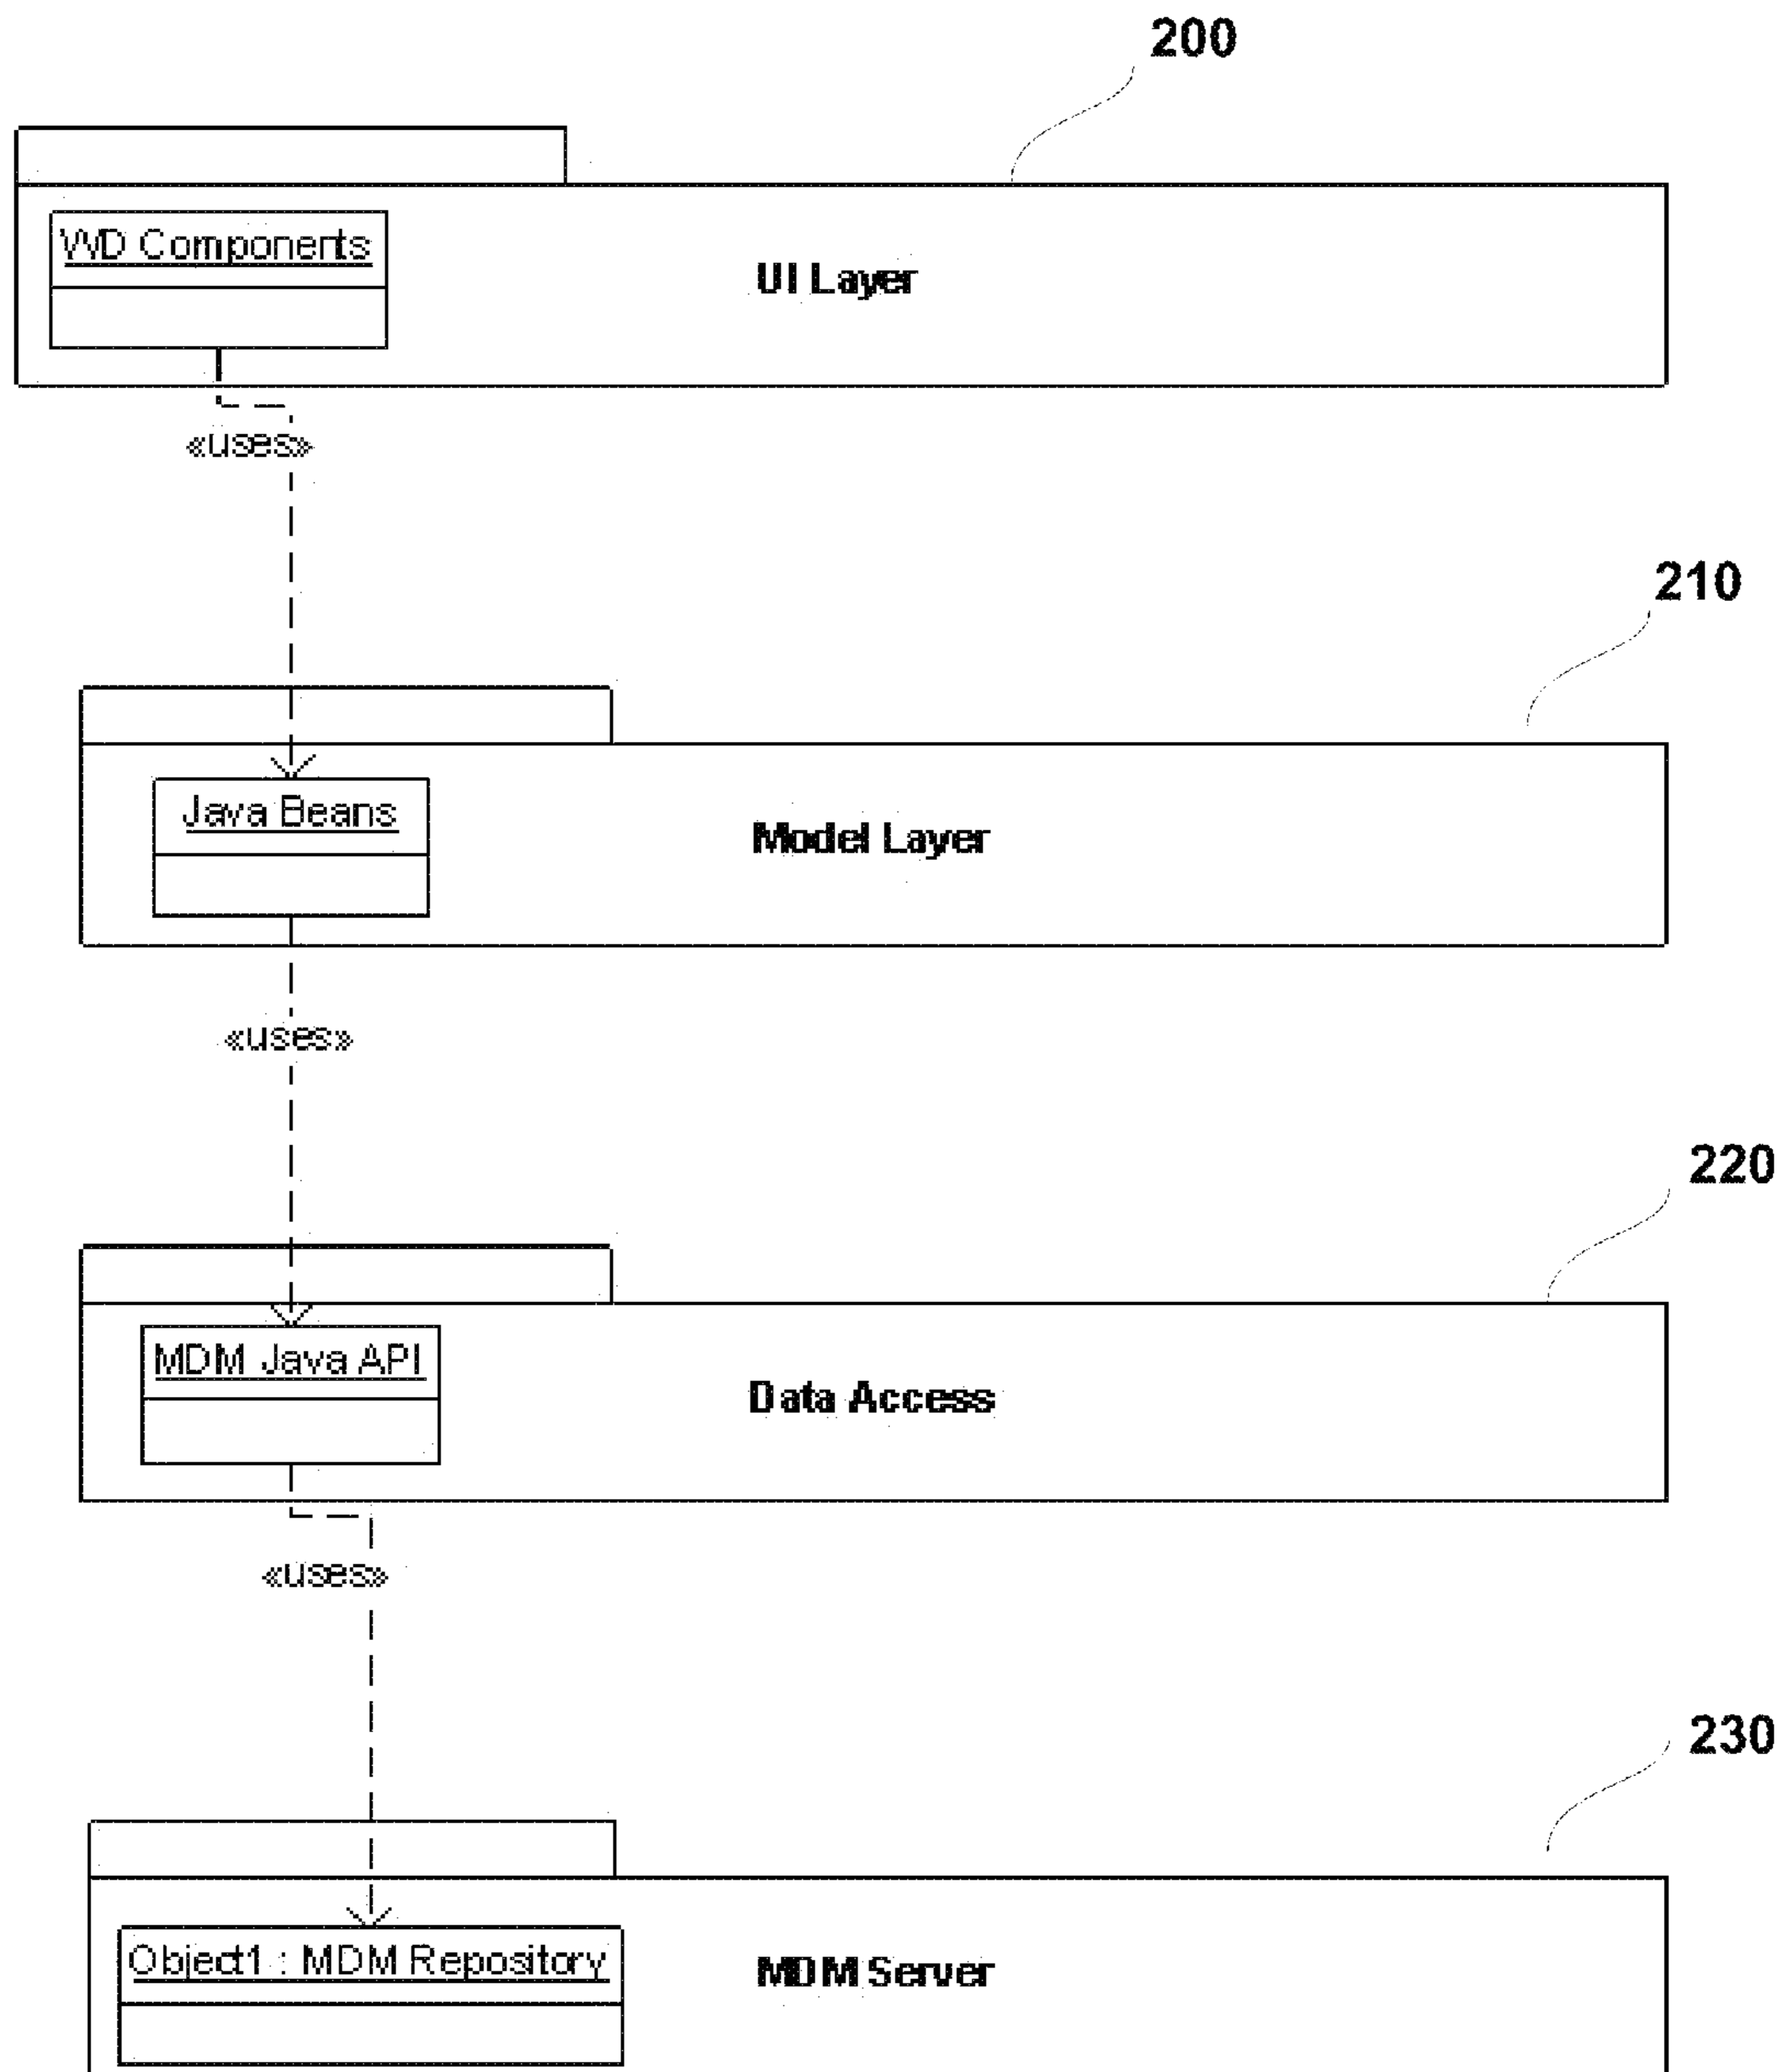 200
WD Components
UI Layer
«uses»
210
Java Beans
Model Layer
«uses»
220
MDM Java API
Data Access
«uses»
230
Object1 : MDM Repository
MDM Server